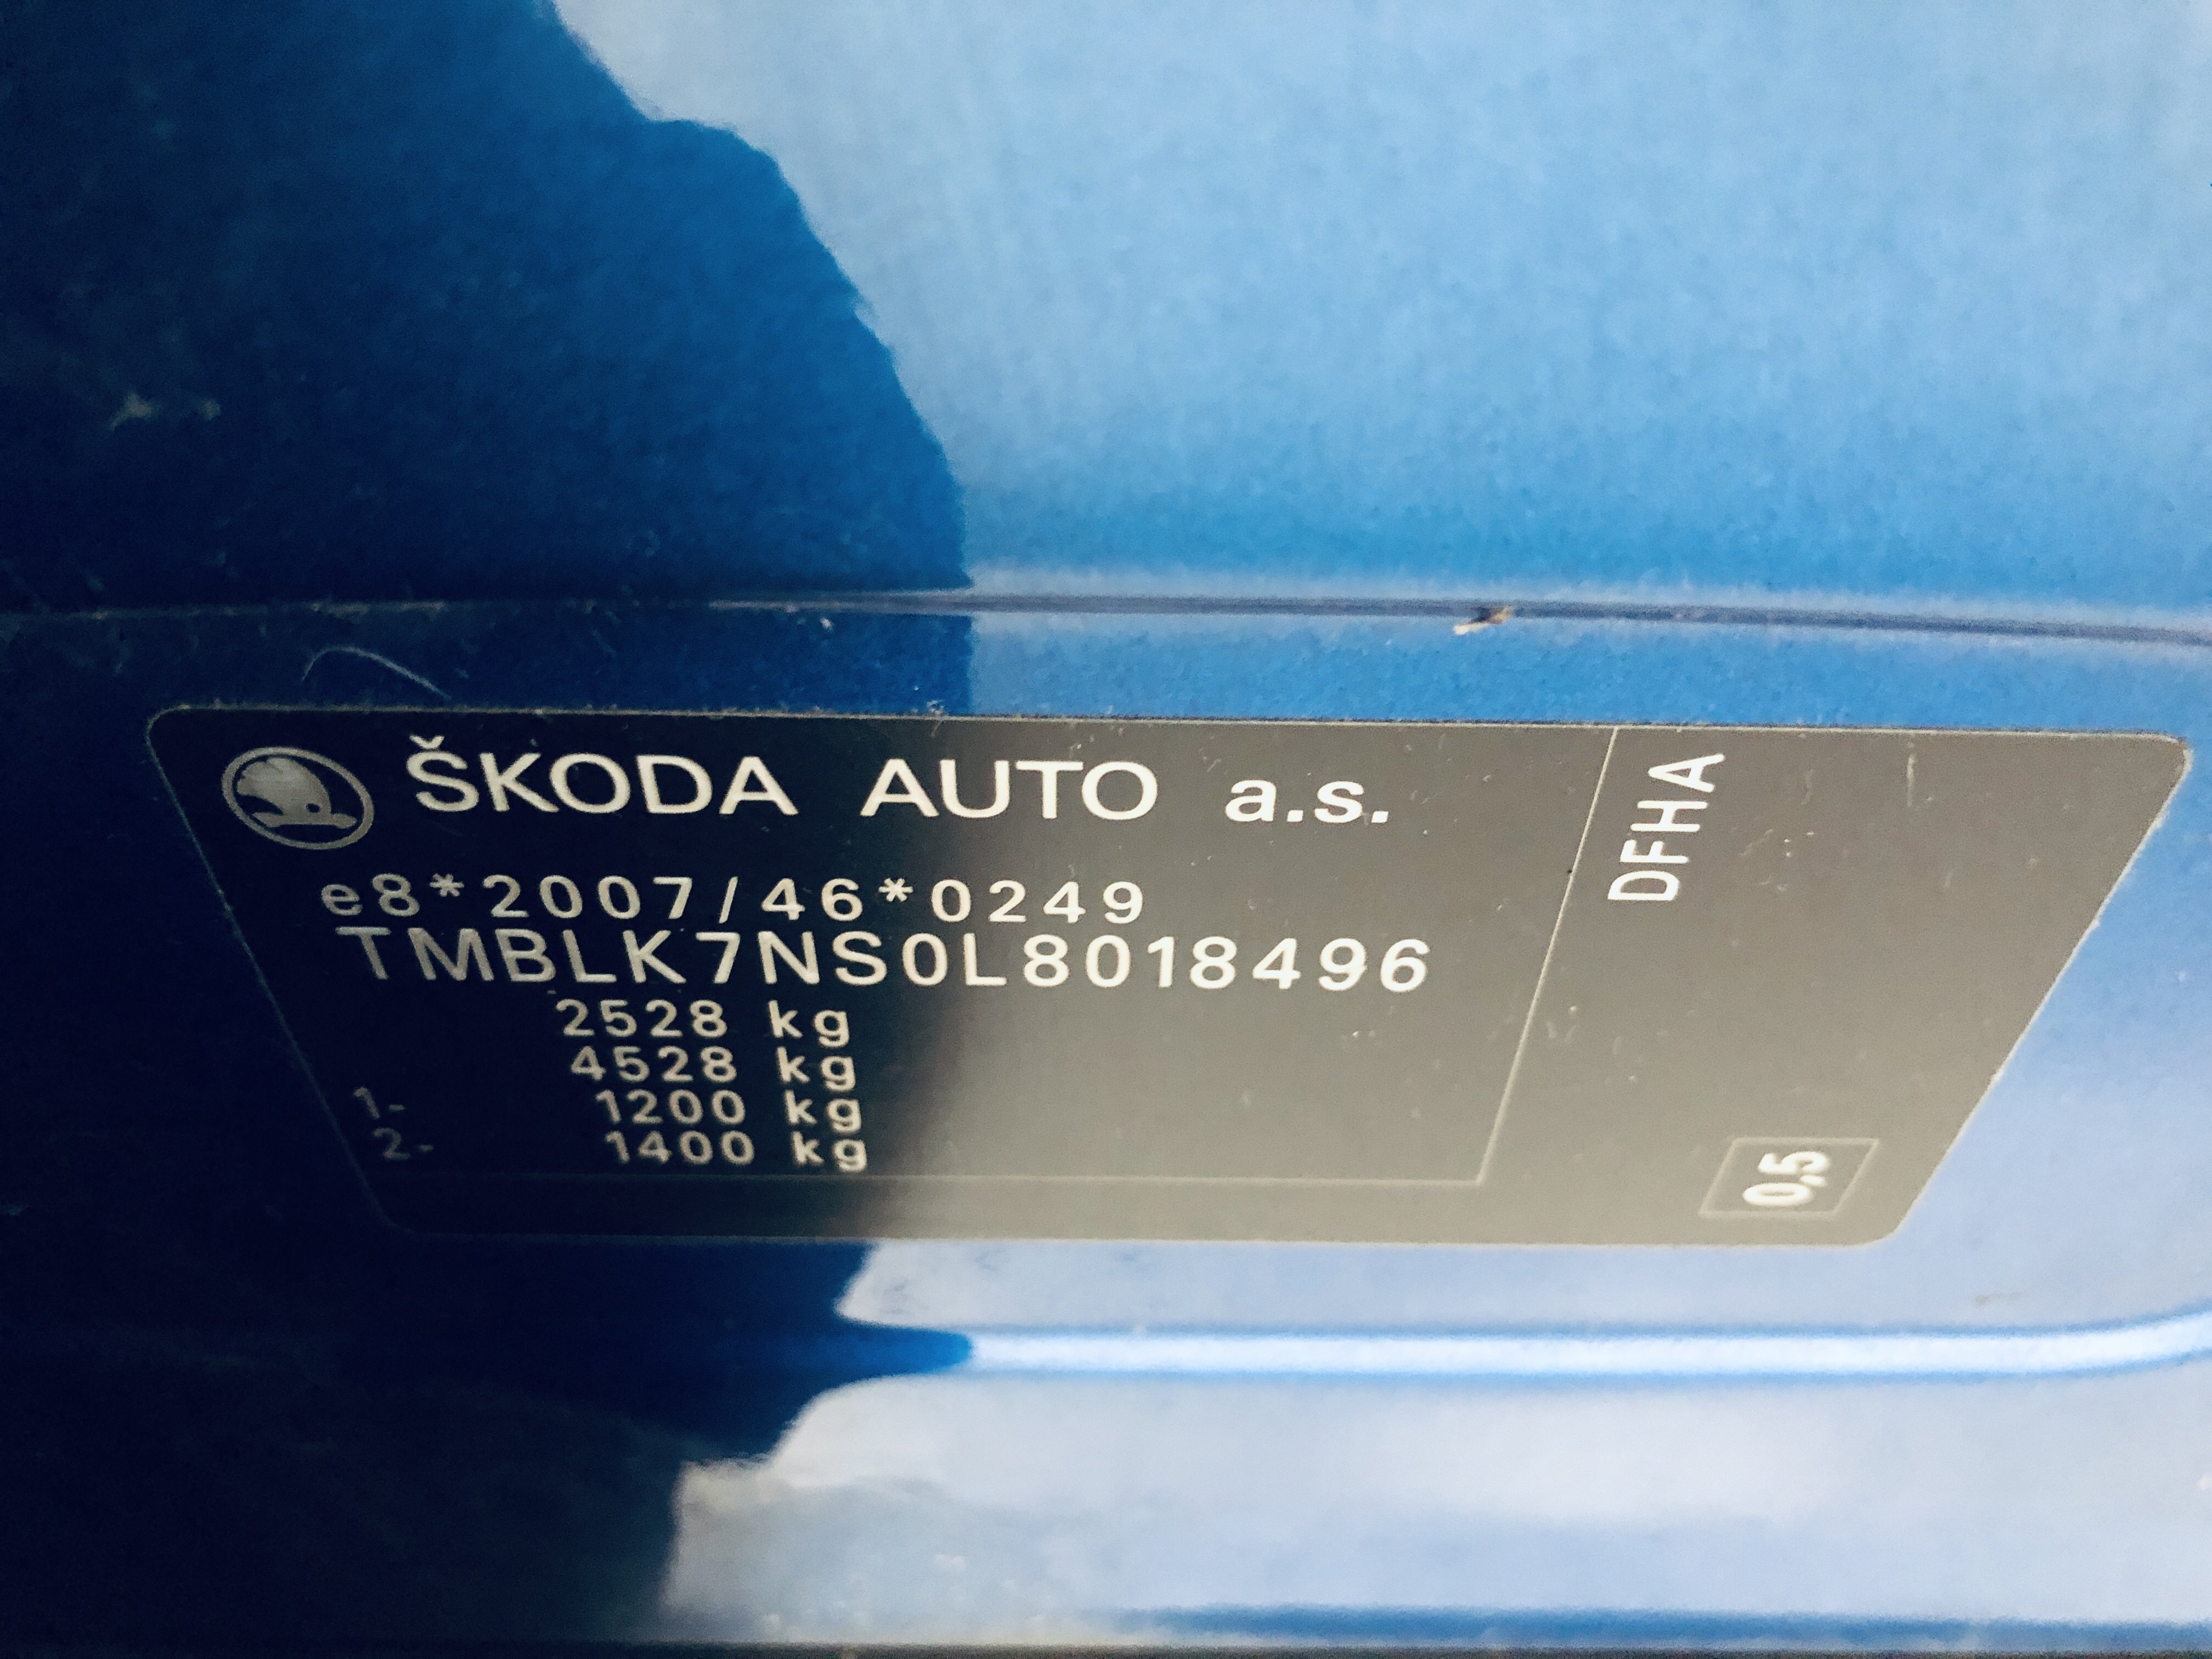 ŠKODA AUTO a.s.
e8*2007/46*0249
TMBLK7NS0L8018496
2528 kg
4528 kg
1- 1200 kg
2- 1400 kg
DFHA
0,5